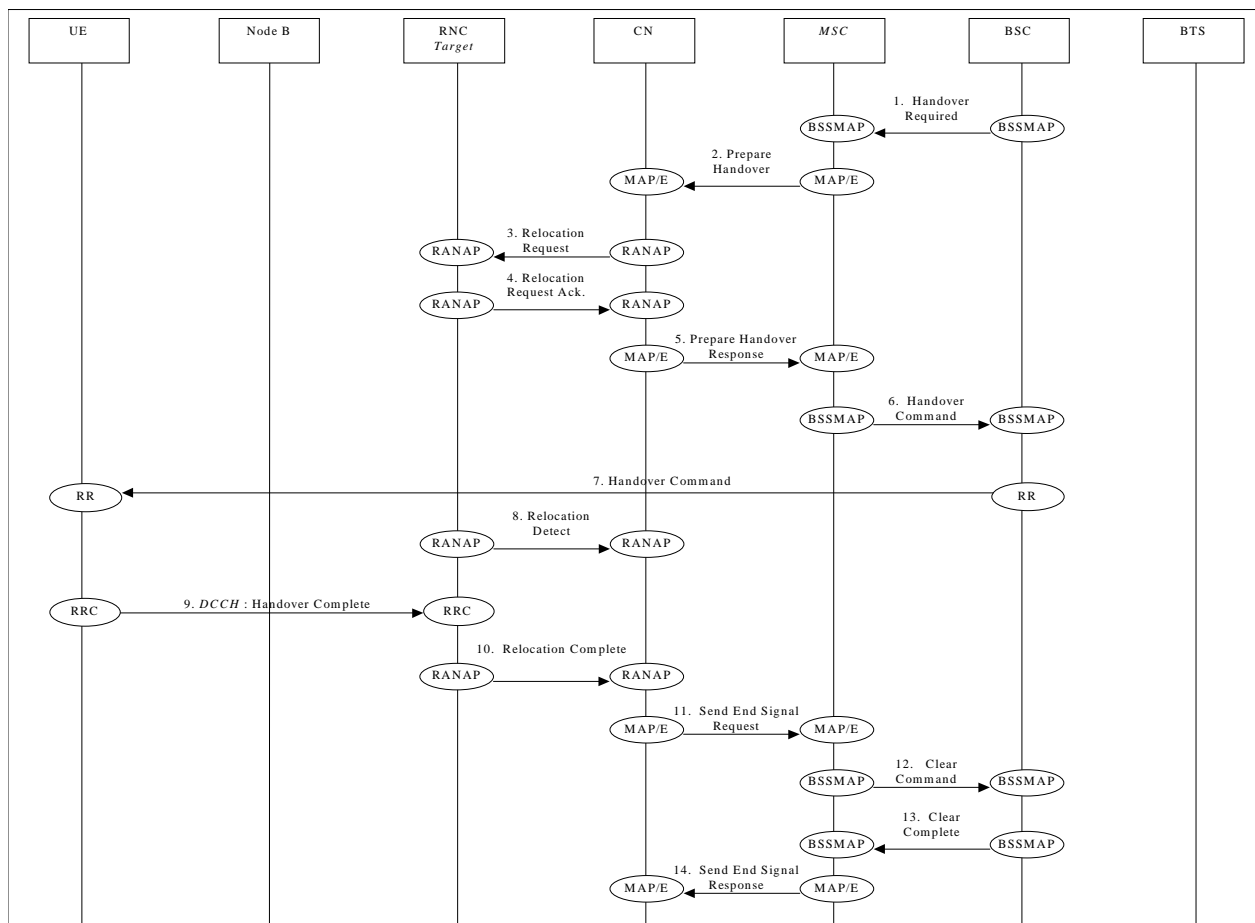 UE
Node B
RNC
Target
CN
MSC
BSC
BTS
1. Handover
Required
BSSMAP
BSSMAP
2. Prepare
Handover
MAP/E
MAP/E
3. Relocation
Request
RANAP
RANAP
4. Relocation
Request Ack.
RANAP
RANAP
5. Prepare Handover
Response
MAP/E
MAP/E
6. Handover
Command
BSSMAP
BSSMAP
7. Handover Command
RR
RR
8. Relocation
Detect
RANAP
RANAP
9. DCCH : Handover Complete
RRC
RRC
10. Relocation Complete
RANAP
RANAP
11. Send End Signal
Request
MAP/E
MAP/E
12. Clear
Command
BSSMAP
BSSMAP
13. Clear
Complete
BSSMAP
BSSMAP
14. Send End Signal
Response
MAP/E
MAP/E